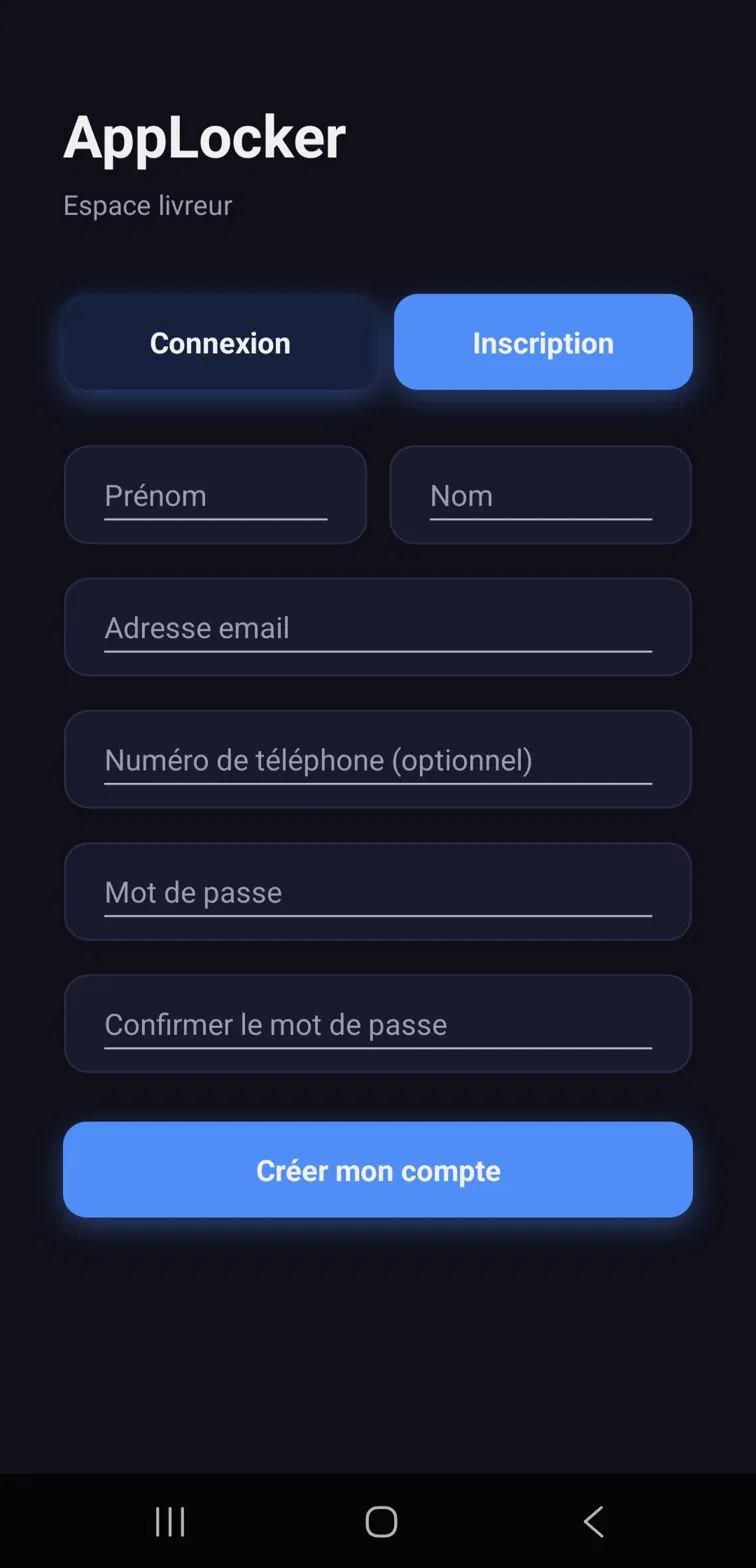 AppLocker
Espace livreur
Connexion Inscription
Prénom Nom
Adresse email
Numéro de téléphone (optionnel)
Mot de passe
Confirmer le mot de passe
Créer mon compte